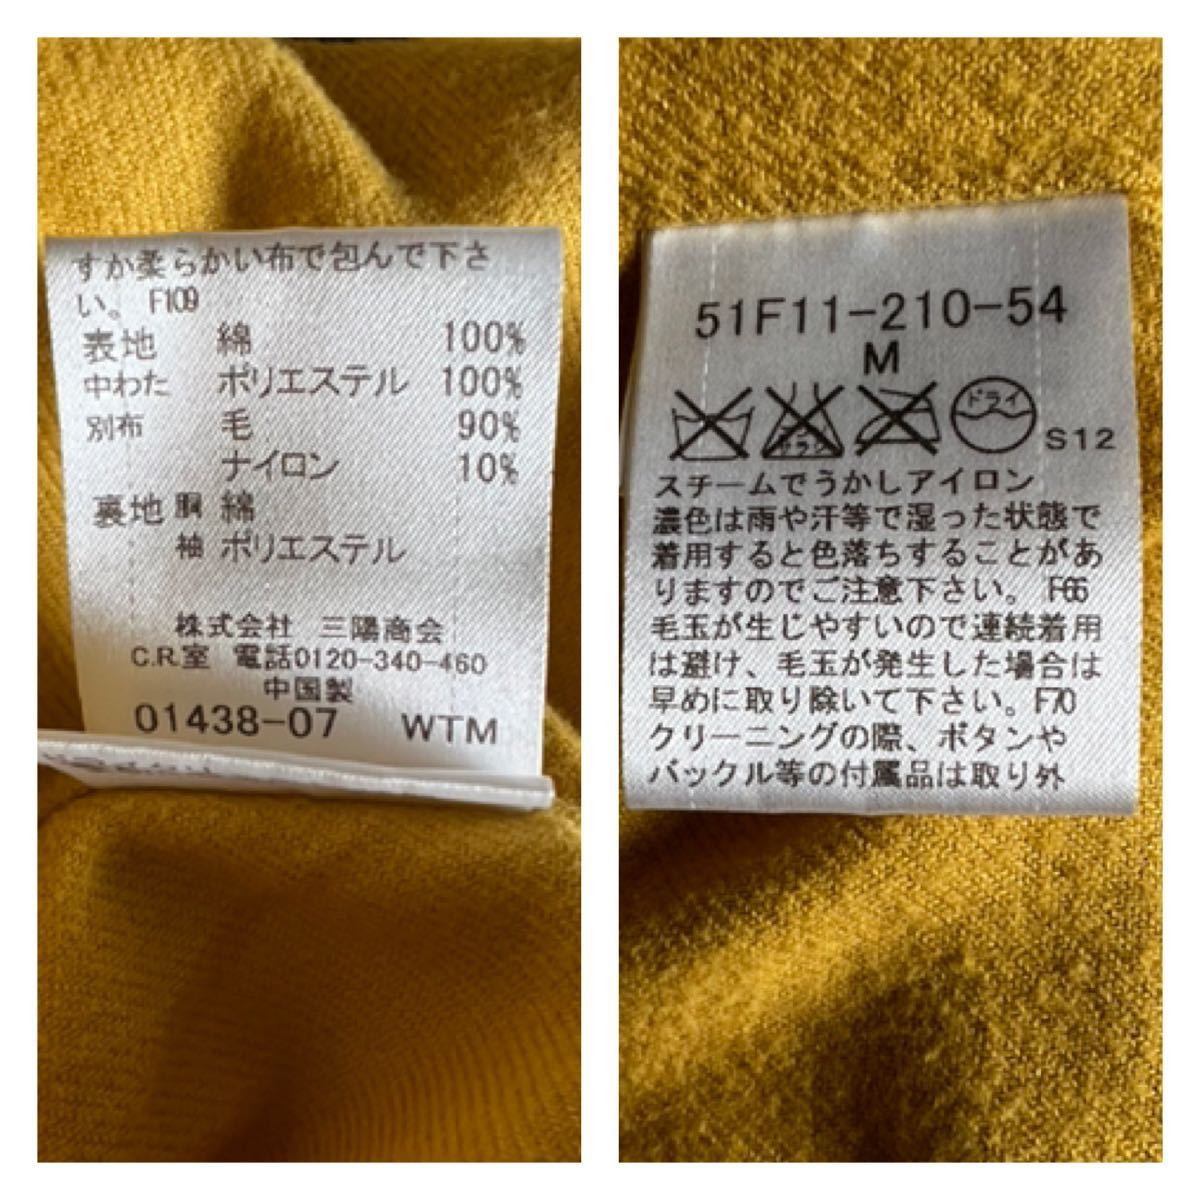 すか柔らかい布で包んで下さ
い。 F109
表地 綿 100%
中わた ポリエステル 100%
別布 毛 90%
ナイロン 10%
裏地 胴 綿
袖 ポリエステル
株式会社 三陽商会
C.R.室 電話0120-340-460
中国製
01438-07 WTM
51F11-210-54
M
ドライ
S12
スチームでうかしアイロン
濃色は雨や汗等で湿った状態で
着用すると色落ちすることがあ
りますのでご注意下さい。 F66
毛玉が生じやすいので連続着用
は避け、毛玉が発生した場合は
早めに取り除いて下さい。F70
クリーニングの際、ボタンや
バックル等の付属品は取り外